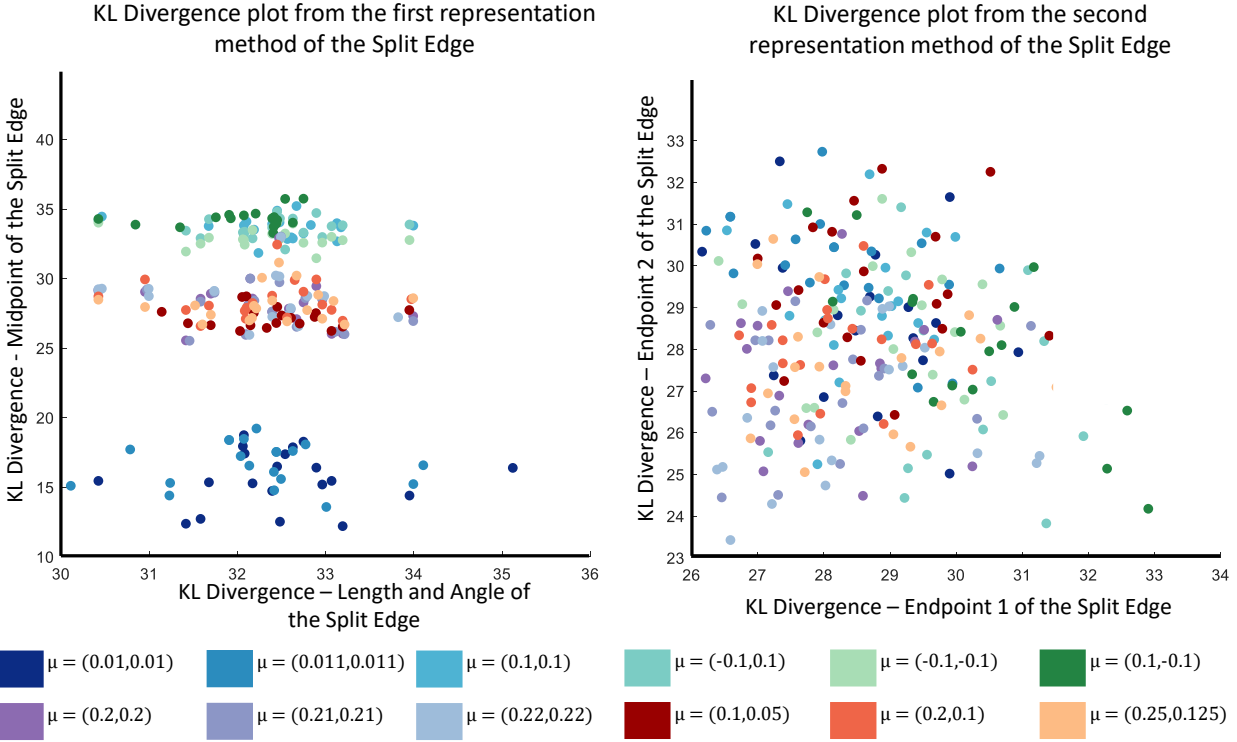 KL Divergence plot from the first representation
method of the Split Edge
KL Divergence - Midpoint of the Split Edge
40
35
30
25
20
15
10
30 31 32 33 34 35 36
KL Divergence – Length and Angle of
the Split Edge
KL Divergence plot from the second
representation method of the Split Edge
KL Divergence – Endpoint 2 of the Split Edge
33
32
31
30
29
28
27
26
25
24
23
26 27 28 29 30 31 32 33 34
KL Divergence – Endpoint 1 of the Split Edge
μ = (0.01,0.01) μ = (0.011,0.011) μ = (0.1,0.1) μ = (-0.1,0.1) μ = (-0.1,-0.1) μ = (0.1,-0.1)
μ = (0.2,0.2) μ = (0.21,0.21) μ = (0.22,0.22) μ = (0.1,0.05) μ = (0.2,0.1) μ = (0.25,0.125)